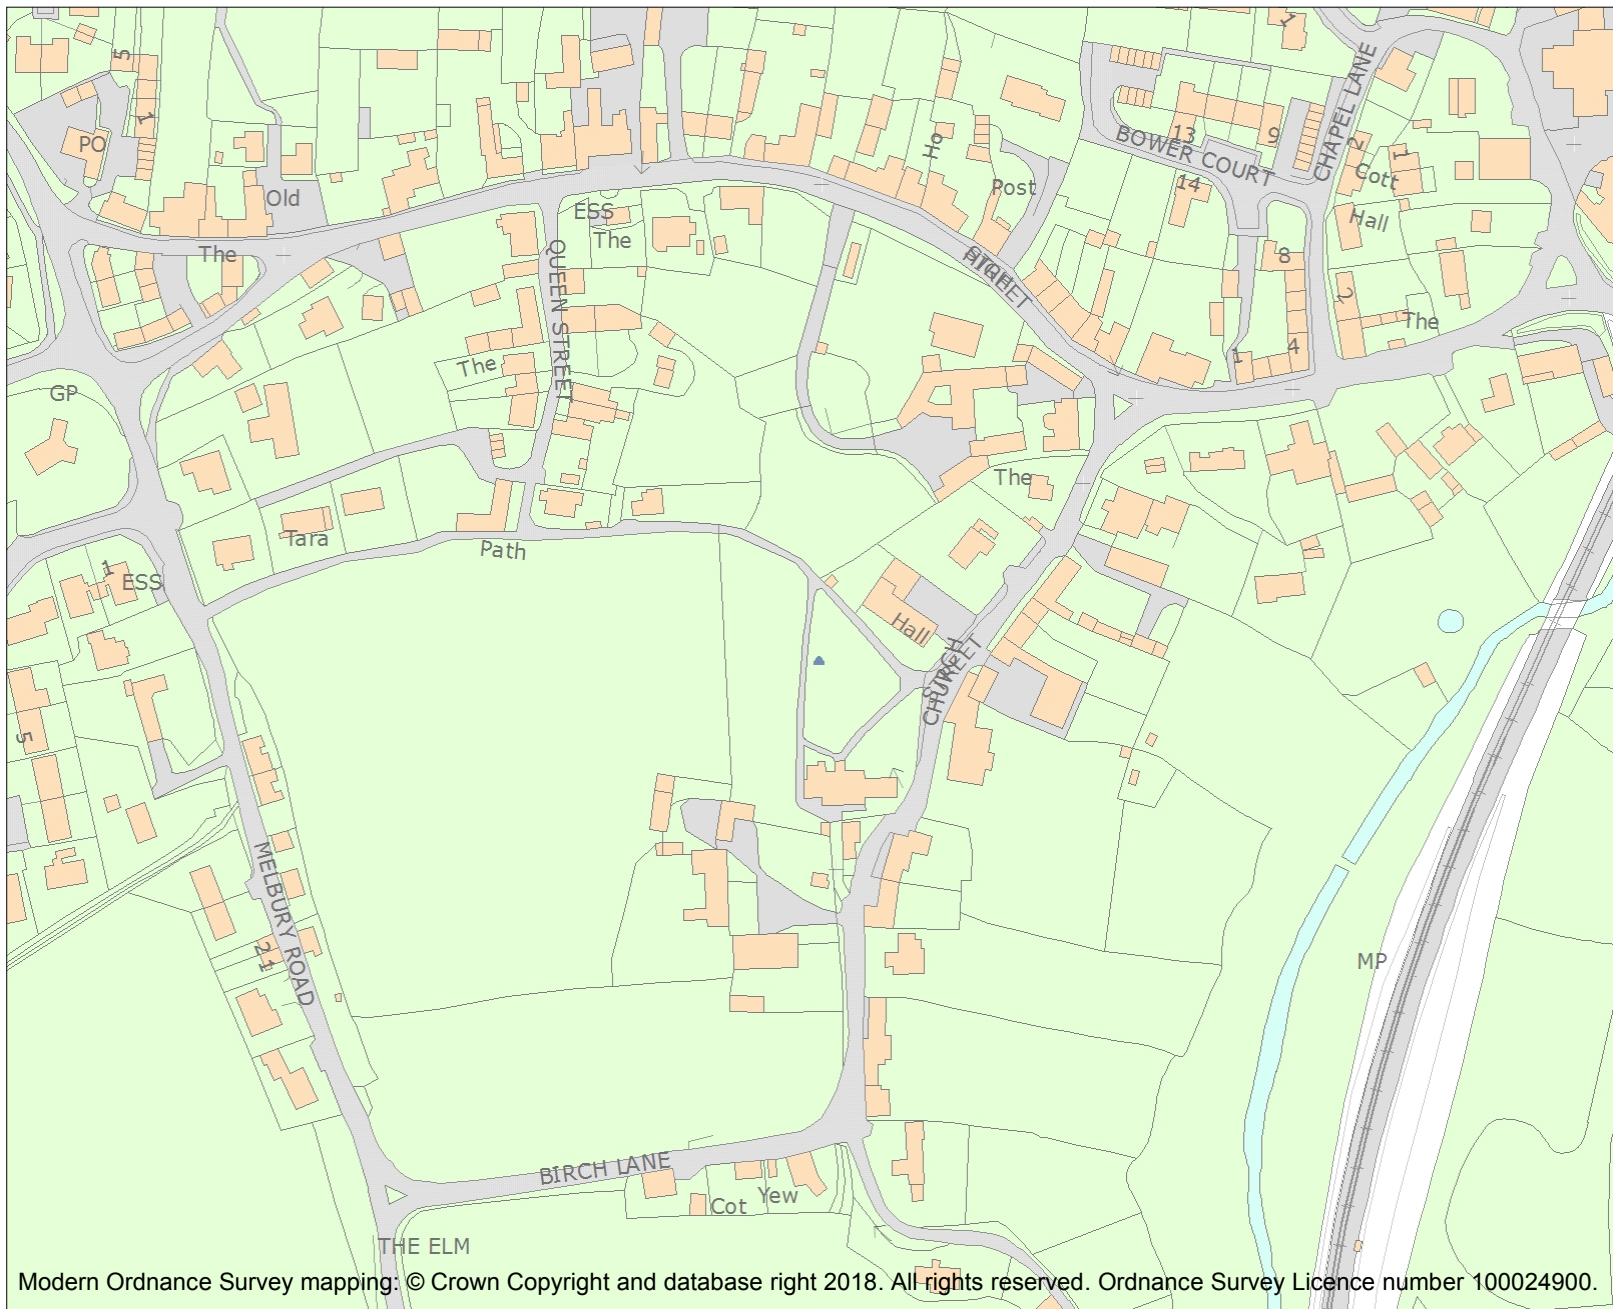 5
1
PO
Old
The
ESS
The
Ho
Post
1
CHAPEL LANE
13
9
BOWER COURT
14
2
1
Cott
Hall
HIGH
STREET
QUEEN STREET
8
2
The
1
4
The
GP
The
Tara
Path
1
ESS
Hall
CHURCH
STREET
5
MELBURY ROAD
21
MP
BIRCH LANE
Cot
Yew
THE ELM
Modern Ordnance Survey mapping: © Crown Copyright and database right 2018. All rights reserved. Ordnance Survey Licence number 100024900.